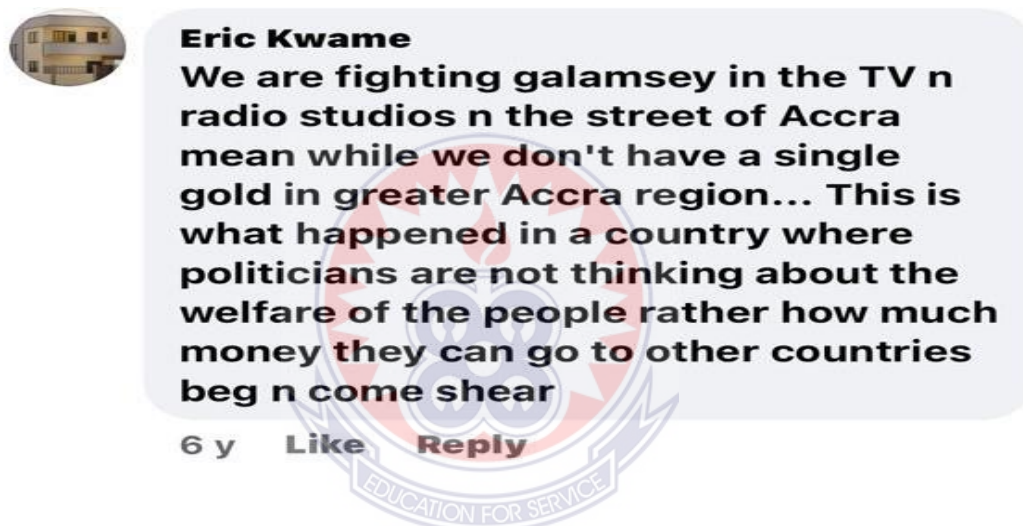 Eric Kwame
We are fighting galamsey in the TV n
radio studios n the street of Accra
mean while we don't have a single
gold in greater Accra region... This is
what happened in a country where
politicians are not thinking about the
welfare of the people rather how much
money they can go to other countries
beg n come shear
6 y Like Reply
EDUCATION FOR SERVICE